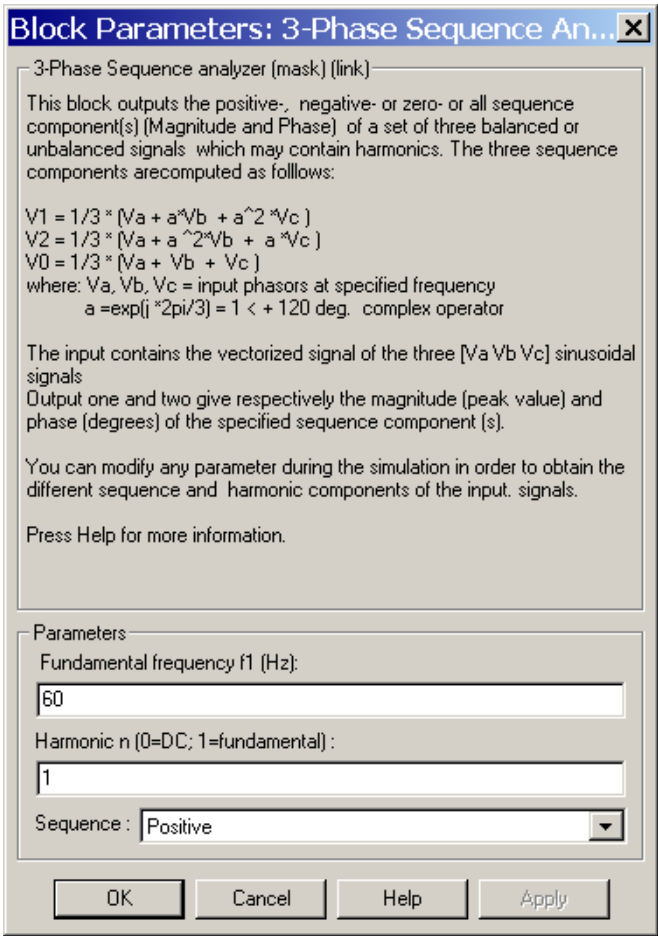 Block Parameters: 3-Phase Sequence An...
3-Phase Sequence analyzer (mask) (link)
This block outputs the positive-, negative- or zero- or all sequence
component(s) (Magnitude and Phase) of a set of three balanced or
unbalanced signals which may contain harmonics. The three sequence
components arecomputed as folllows:
V1 = 1/3 * (Va + a*Vb + a^2 *Vc )
V2 = 1/3 * (Va + a ^2*Vb + a *Vc )
V0 = 1/3 * (Va + Vb + Vc )
where: Va, Vb, Vc = input phasors at specified frequency
a =exp(j *2pi/3) = 1 < + 120 deg. complex operator
The input contains the vectorized signal of the three [Va Vb Vc] sinusoidal
signals
Output one and two give respectively the magnitude (peak value) and
phase (degrees) of the specified sequence component (s).
You can modify any parameter during the simulation in order to obtain the
different sequence and harmonic components of the input. signals.
Press Help for more information.
Parameters
Fundamental frequency f1 (Hz):
60
Harmonic n (0=DC; 1=fundamental) :
1
Sequence : Positive
OK Cancel Help Apply